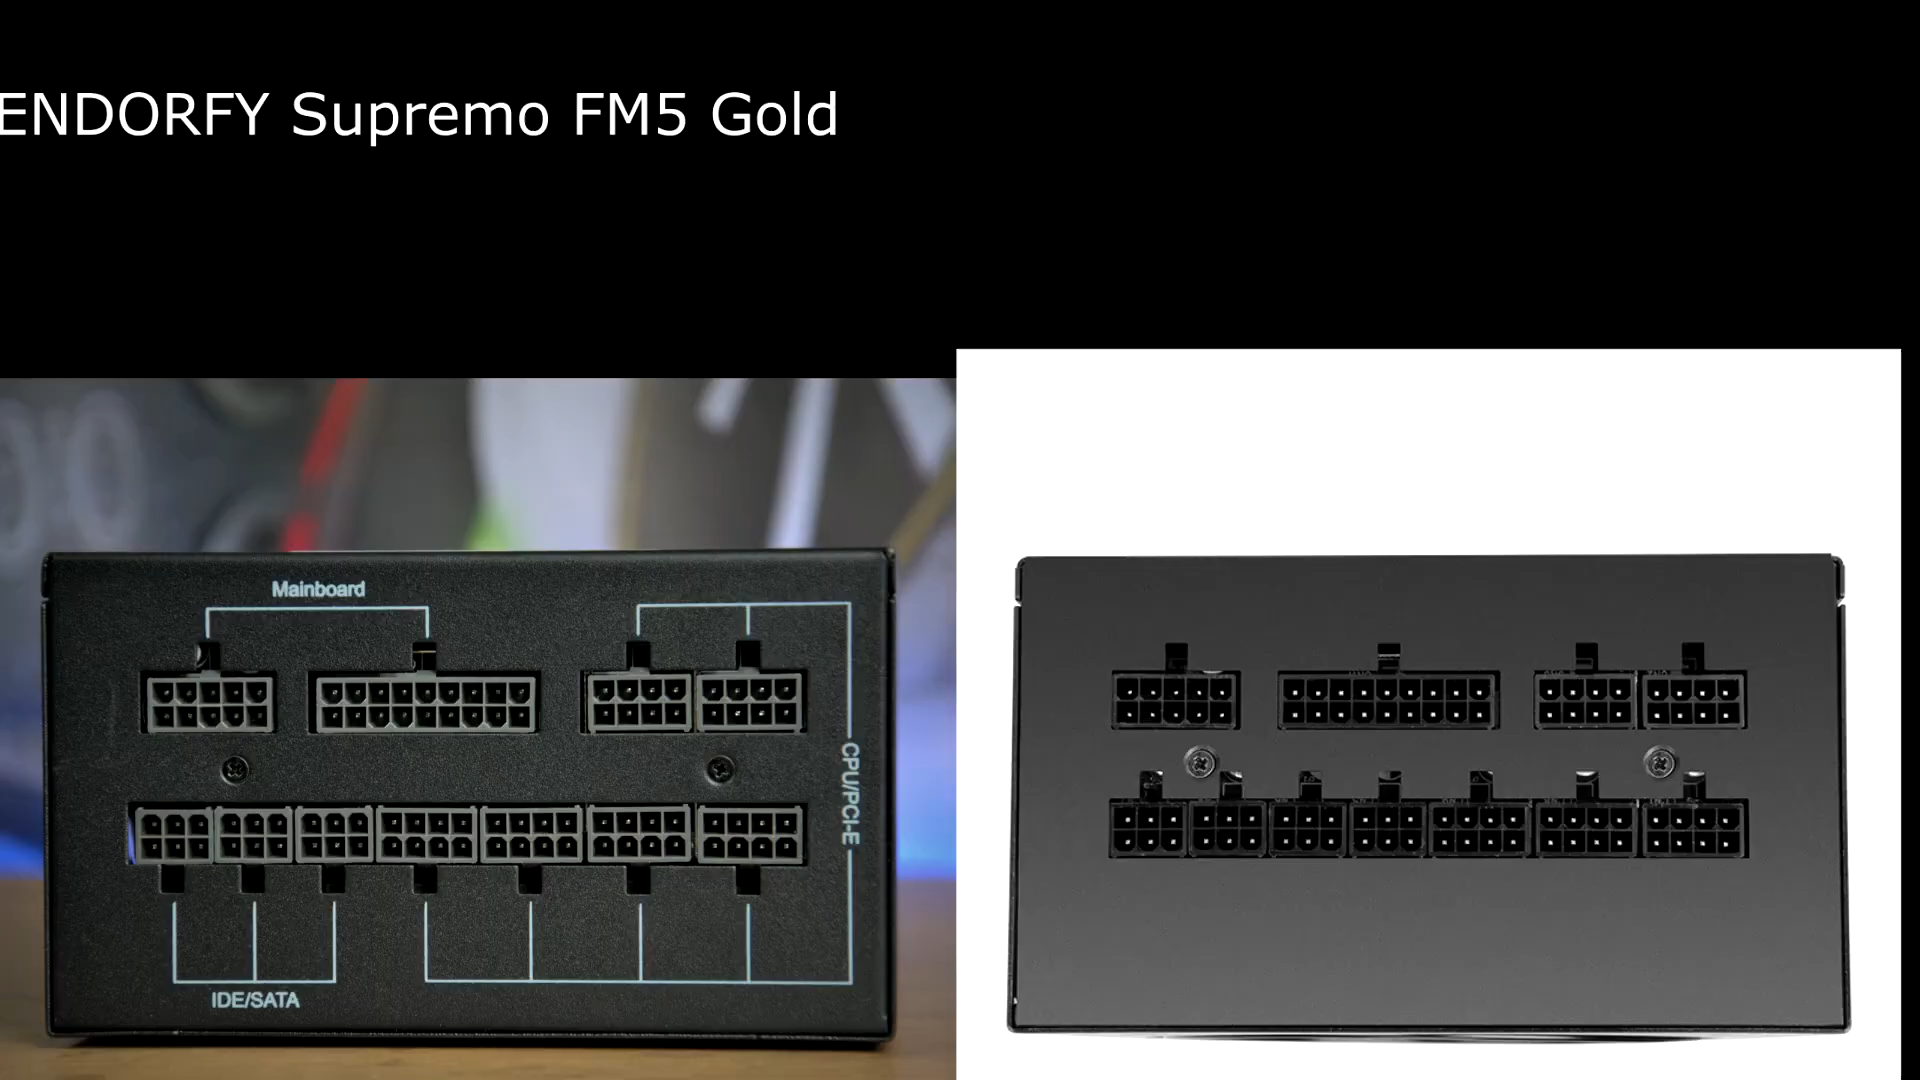 ENDORFY Supremo FM5 Gold
Mainboard
CPU/PCI-E
IDE/SATA